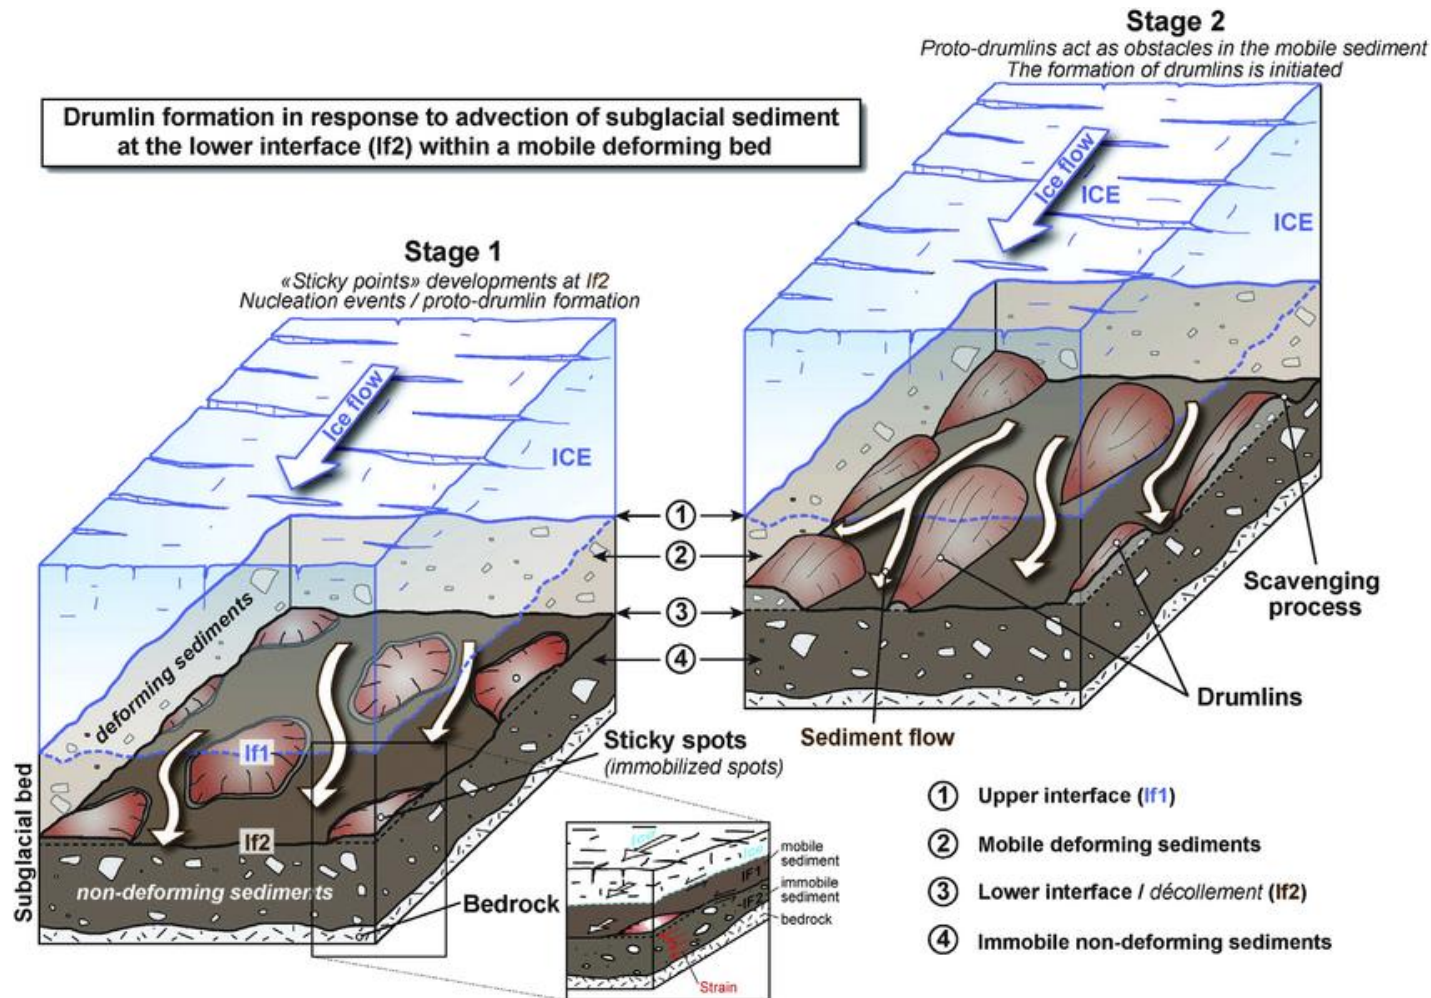 Stage 2
Proto-drumlins act as obstacles in the mobile sediment
The formation of drumlins is initiated
Drumlin formation in response to advection of subglacial sediment
at the lower interface (If2) within a mobile deforming bed
Ice flow
ICE
ICE
Stage 1
«Sticky points» developments at If2
Nucleation events / proto-drumlin formation
Ice flow
ICE
1
2
3
4
deforming sediments
If1
If2
non-deforming sediments
Subglacial bed
Bedrock
Sticky spots
(immobilized spots)
Scavenging
process
Drumlins
Sediment flow
Ice
Ice
mobile
sediment
IF1
immobile
sediment
IF2
bedrock
Strain
1 Upper interface (If1)
2 Mobile deforming sediments
3 Lower interface / décollement (If2)
4 Immobile non-deforming sediments